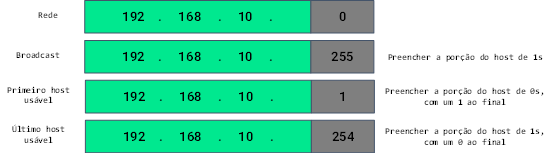 Rede 192 . 168 . 10 . 0
Broadcast 192 . 168 . 10 . 255 Preencher a porção do host de 1s
Primeiro host
usável
192 . 168 . 10 . 1
Preencher a porção do host de 0s,
com um 1 ao final
Último host
usável
192 . 168 . 10 . 254
Preencher a porção do host de 1s,
com um 0 ao final